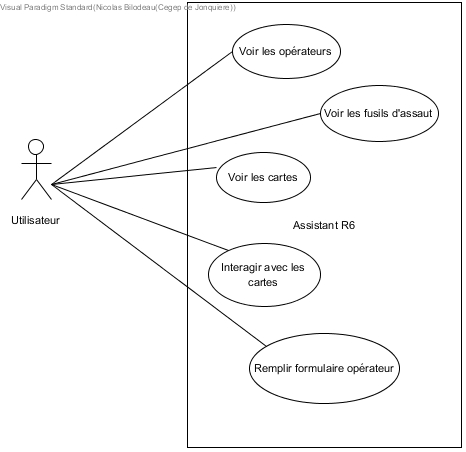 Visual Paradigm Standard(Nicolas Bilodeau(Cegep de Jonquiere))
Voir les opérateurs
Voir les fusils d'assaut
Voir les cartes
Utilisateur
Assistant R6
Interagir avec les
cartes
Remplir formulaire opérateur